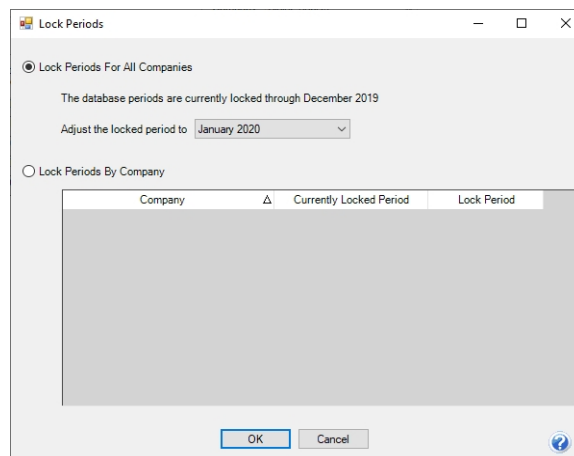 Lock Periods
Lock Periods For All Companies
The database periods are currently locked through December 2019
Adjust the locked period to January 2020
Lock Periods By Company
Company Δ Currently Locked Period Lock Period
OK Cancel
?